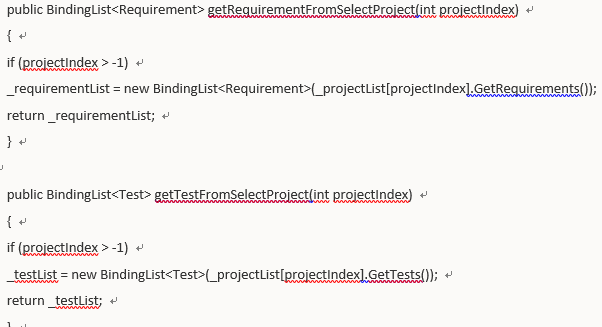 public BindingList<Requirement> getRequirementFromSelectProject(int projectIndex)
{
if (projectIndex > -1)
_requirementList = new BindingList<Requirement>(_projectList[projectIndex].GetRequirements());
return _requirementList;
}
public BindingList<Test> getTestFromSelectProject(int projectIndex)
{
if (projectIndex > -1)
_testList = new BindingList<Test>(_projectList[projectIndex].GetTests());
return _testList;
}